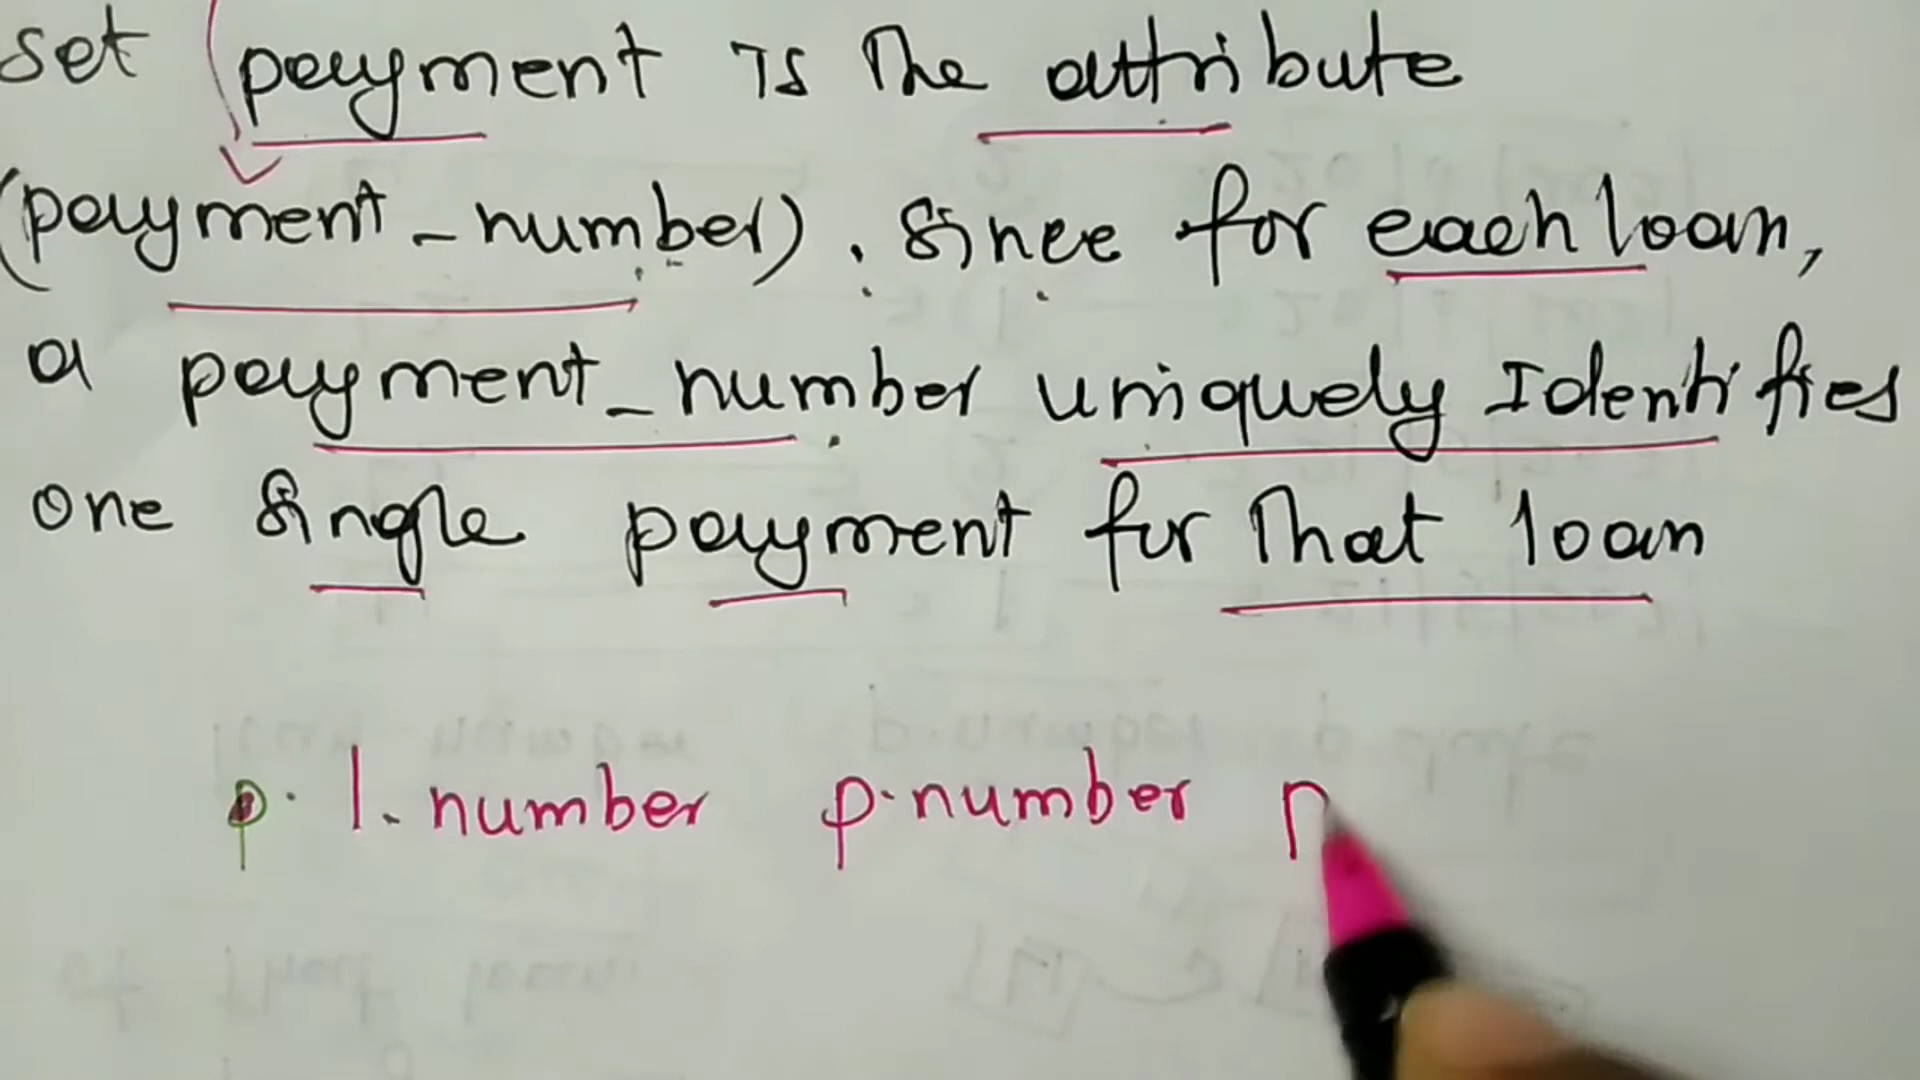 set payment is the attribute
(payment_number). Since for each loan,
a payment_number uniquely Identifies
one single payment for that loan
p. l.number p.number p